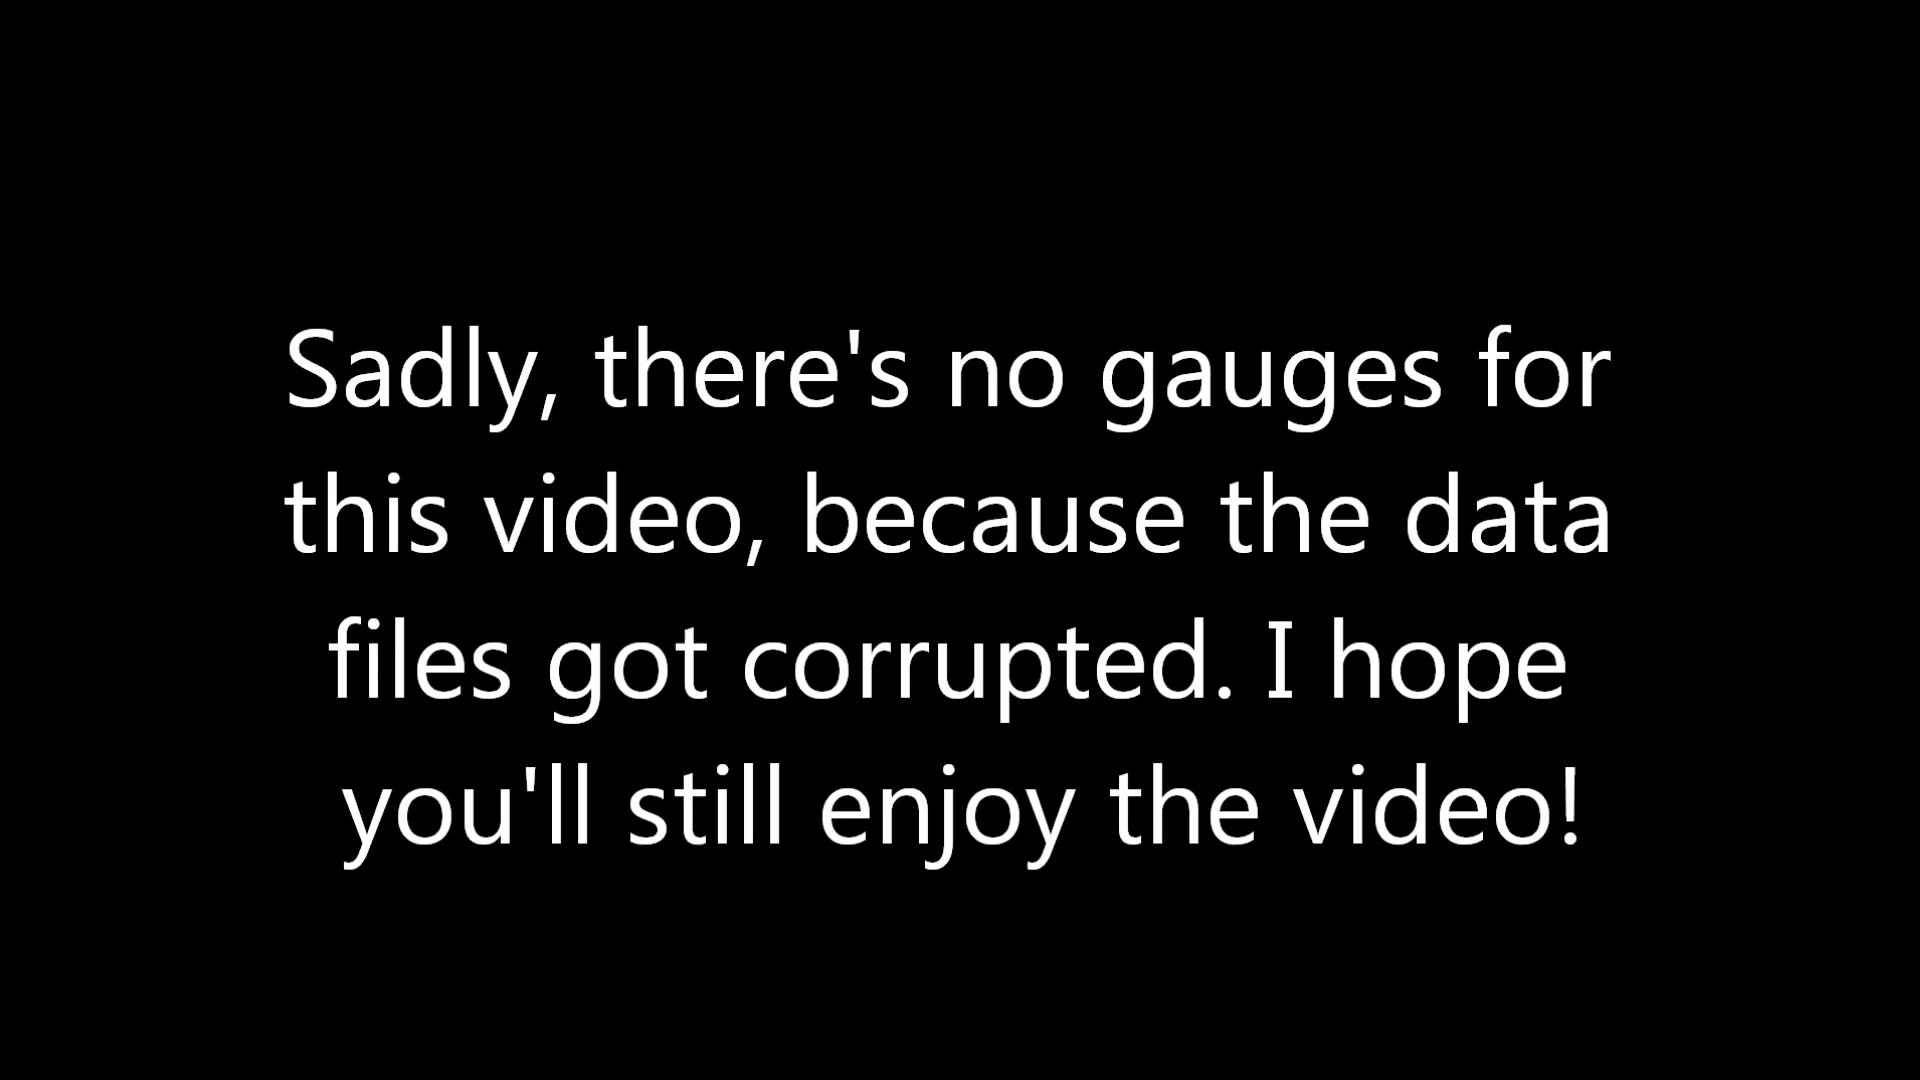 Sadly, there's no gauges for
this video, because the data
files got corrupted. I hope
you'll still enjoy the video!